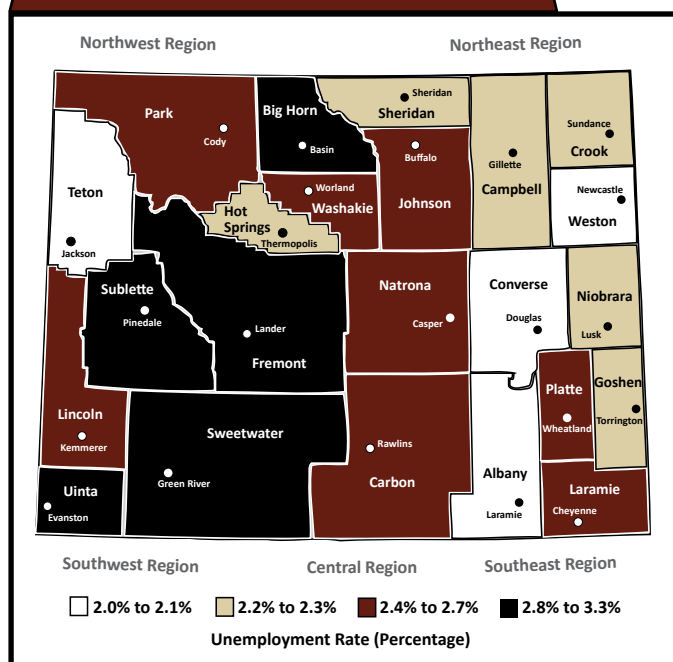 Northwest Region
Northeast Region
Sheridan
Sheridan
Big Horn
Park
Sundance
Cody
Basin
Buffalo
Gillette
Crook
Teton
Worland
Washakie
Johnson
Campbell
Newcastle
Weston
Hot
Springs
Thermopolis
Jackson
Sublette
Pinedale
Natrona
Casper
Converse
Douglas
Niobrara
Lusk
Lander
Fremont
Platte
Wheatland
Goshen
Torrington
Lincoln
Kemmerer
Sweetwater
Green River
Rawlins
Carbon
Albany
Laramie
Uinta
Evanston
Laramie
Cheyenne
Southwest Region
Central Region
Southeast Region
2.0% to 2.1%
2.2% to 2.3%
2.4% to 2.7%
2.8% to 3.3%
Unemployment Rate (Percentage)